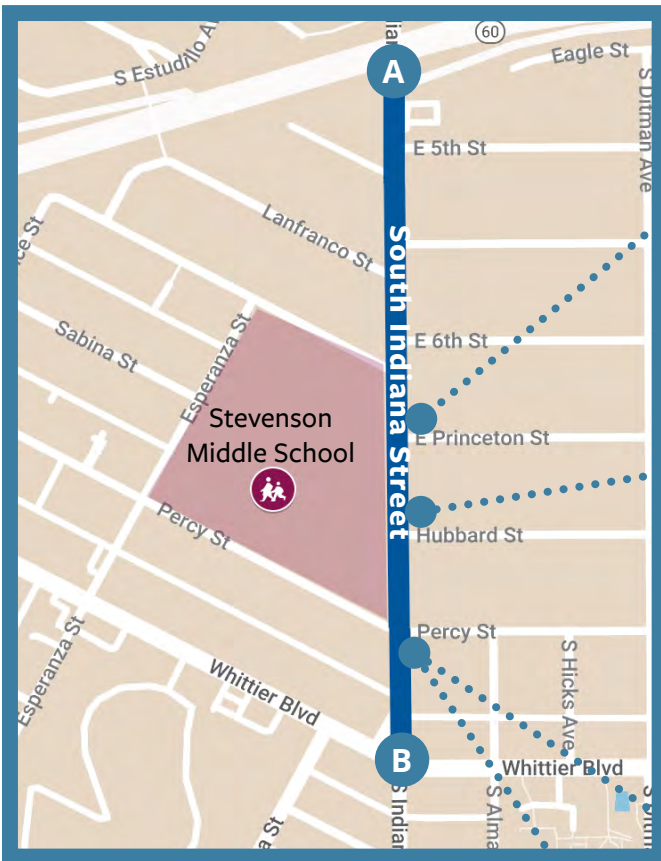 60
Eagle St
S Estudillo Av
A
S Ditman Ave
E 5th St
Lanfranco St
South Indiana Street
E 6th St
Sabina St
Esperanza St
Stevenson
Middle School
E Princeton St
Hubbard St
Percy St
Percy St
Esperanza St
Whittier Blvd
S Hicks Ave
B
Whittier Blvd
S Indian
S Alma
a St